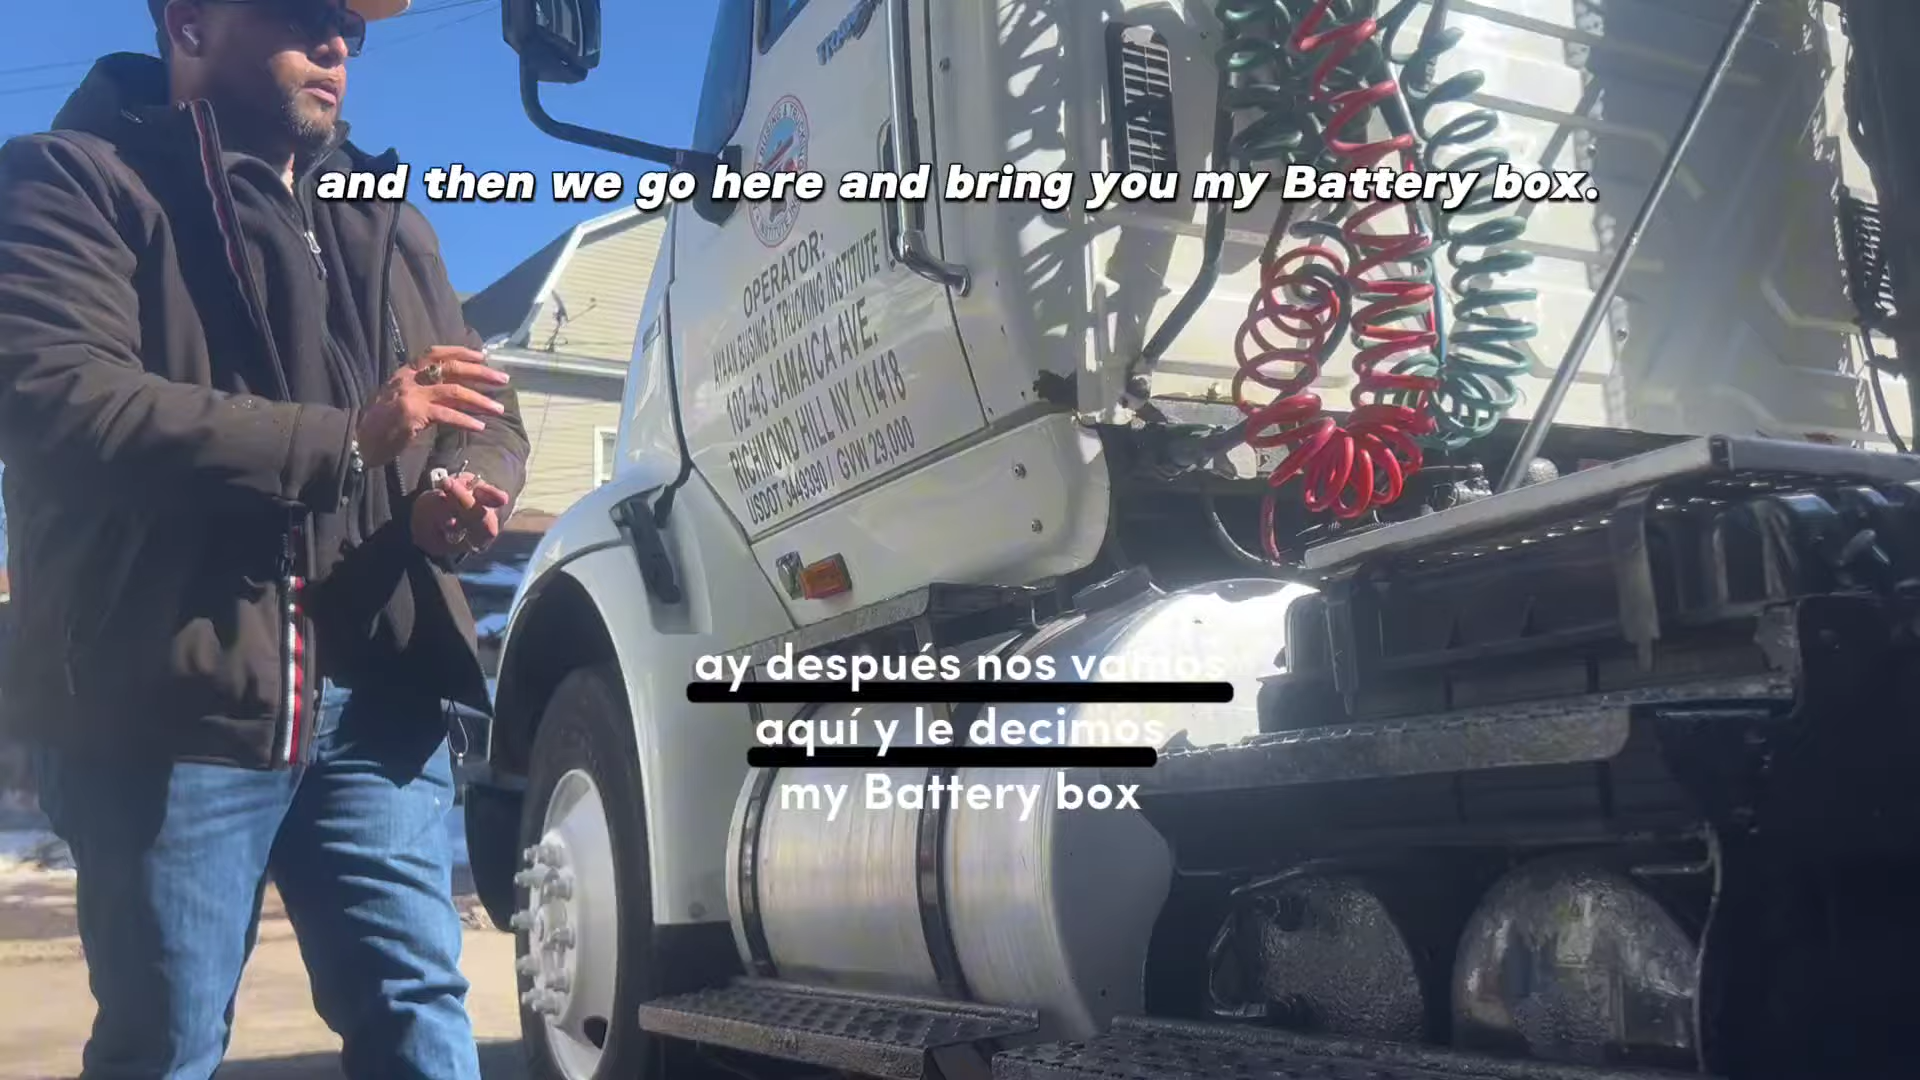 and then we go here and bring you my Battery box.
OPERATOR:
AYAAN BUSING & TRUCKING INSTITUTE
102-43 JAMAICA AVE.
RICHMOND HILL NY 11418
USDOT 3449390 / GVW 29,000
ay después nos vamos
aquí y le decimos
my Battery box